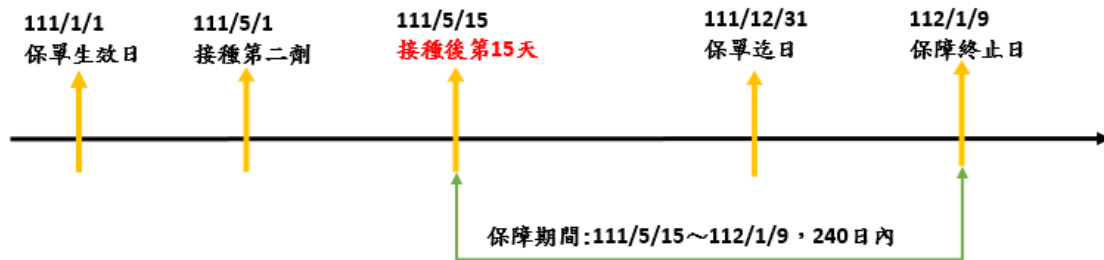 111/1/1
保單生效日
111/5/1
接種第二劑
111/5/15
接種後第15天
111/12/31
保單迄日
112/1/9
保障終止日
保障期間:111/5/15～112/1/9，240日內